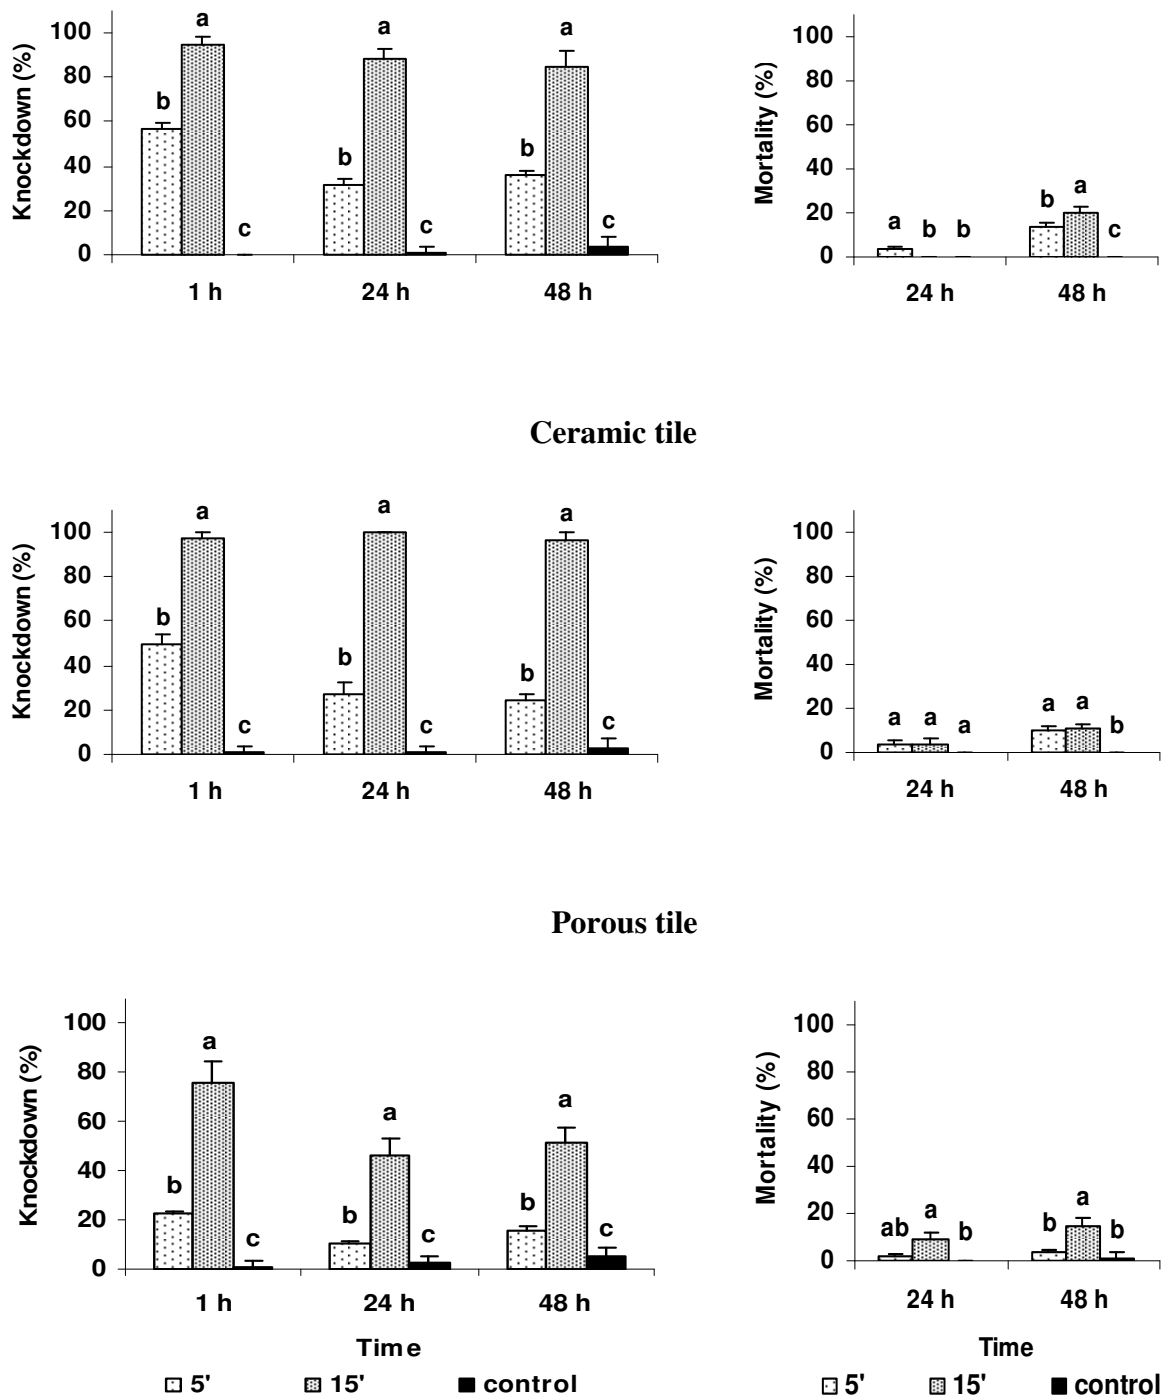 100
80
60
40
20
0
Knockdown (%)
b
a
c
b
a
c
b
a
c
1 h
24 h
48 h
100
80
60
40
20
0
Mortality (%)
a
b
b
b
a
c
24 h
48 h
Ceramic tile
100
80
60
40
20
0
Knockdown (%)
b
a
c
b
a
c
b
a
c
1 h
24 h
48 h
100
80
60
40
20
0
Mortality (%)
a
a
a
a
a
b
24 h
48 h
Porous tile
100
80
60
40
20
0
Knockdown (%)
b
a
c
b
a
c
b
a
c
1 h
24 h
48 h
Time
5'
15'
control
100
80
60
40
20
0
Mortality (%)
ab
a
b
b
a
b
24 h
48 h
Time
5'
15'
control